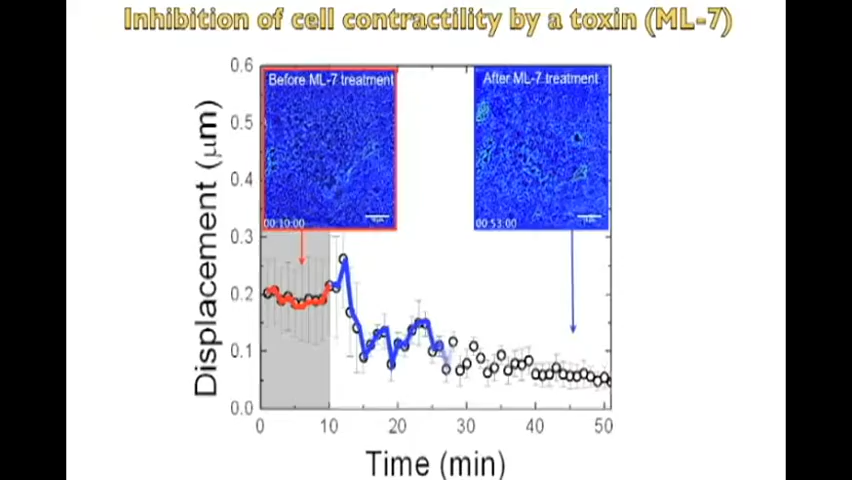 Inhibition of cell contractility by a toxin (ML-7)
Before ML-7 treatment
After ML-7 treatment
00:10:00
00:53:00
Displacement (μm)
0.6
0.5
0.4
0.3
0.2
0.1
0.0
0 10 20 30 40 50
Time (min)